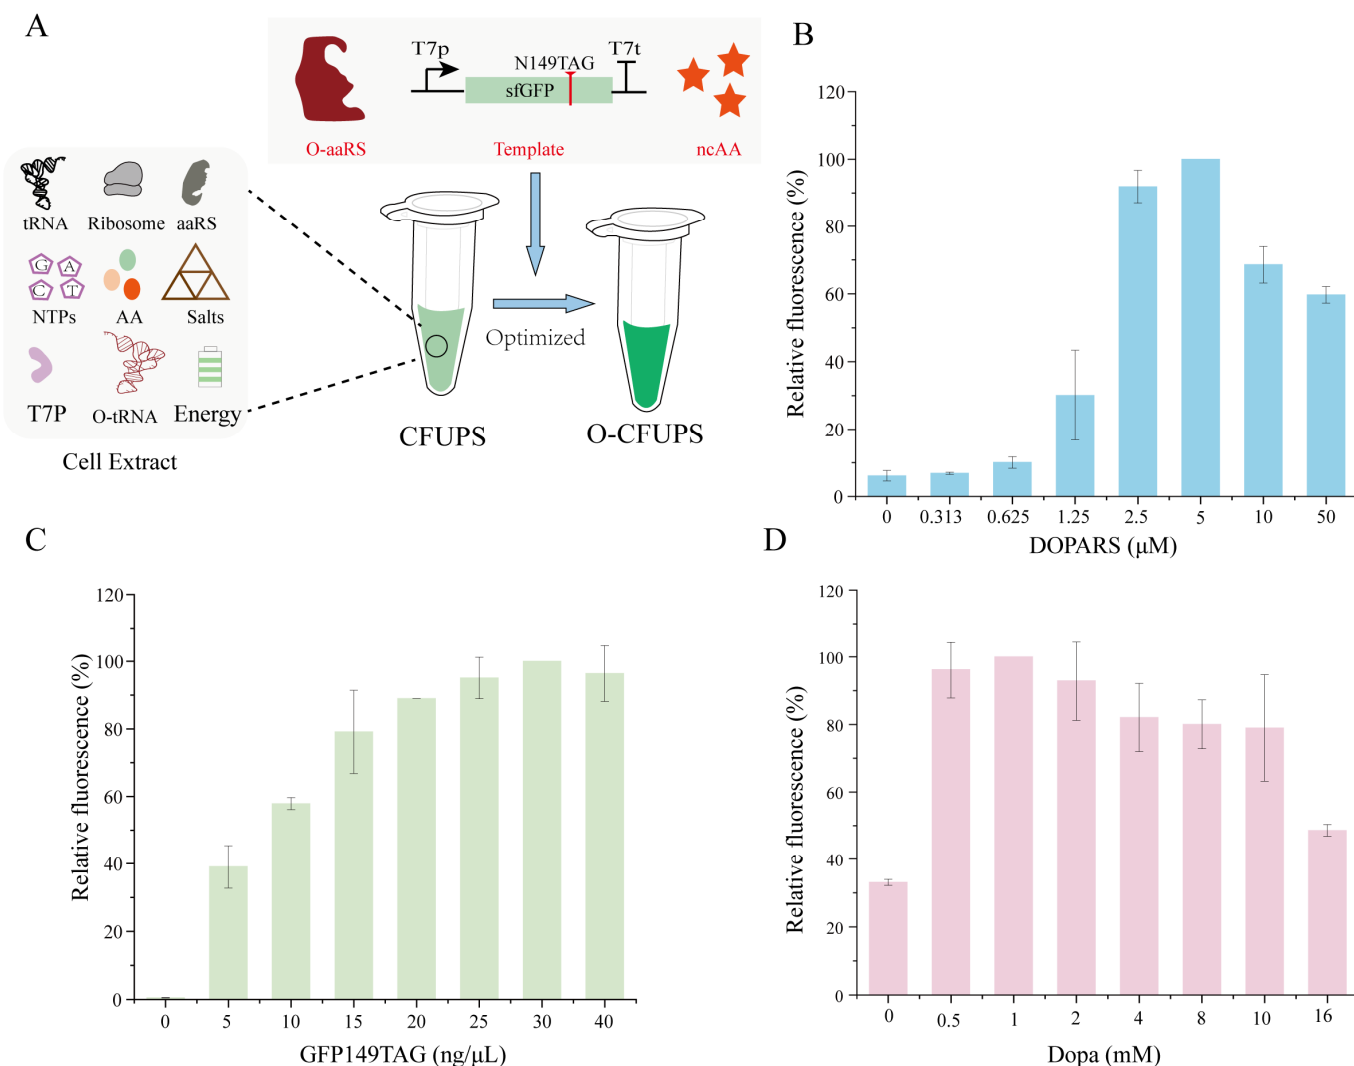 A
T7p
T7t
N149TAG
sfGFP
O-aaRS
Template
ncAA
tRNA
Ribosome
aaRS
G A
C T
NTPs
AA
Salts
T7P
O-tRNA
Energy
Cell Extract
Optimized
CFUPS
O-CFUPS
B
Relative fluorescence (%)
120
100
80
60
40
20
0
0 0.313 0.625 1.25 2.5 5 10 50
DOPARS (μM)
C
Relative fluorescence (%)
120
100
80
60
40
20
0
0 5 10 15 20 25 30 40
GFP149TAG (ng/μL)
D
Relative fluorescence (%)
120
100
80
60
40
20
0
0 0.5 1 2 4 8 10 16
Dopa (mM)